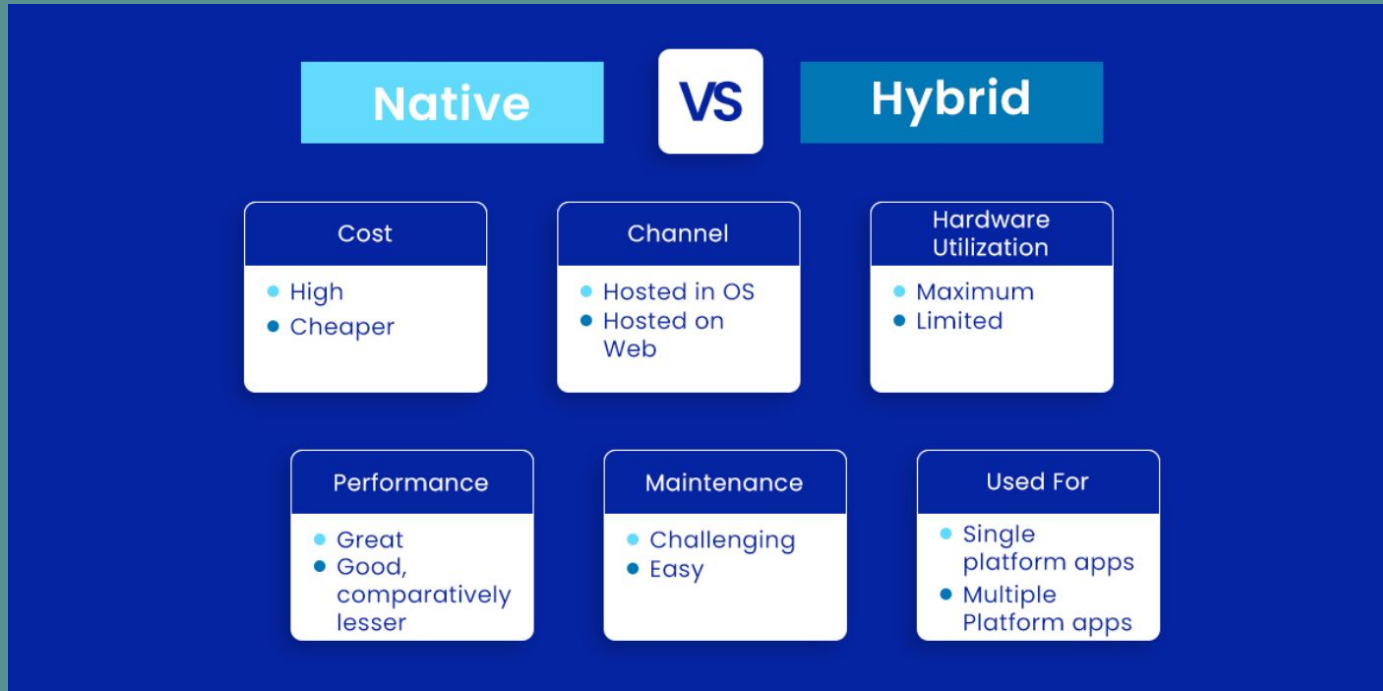 Native
VS
Hybrid
Cost
High
Cheaper
Channel
Hosted in OS
Hosted on
Web
Hardware
Utilization
Maximum
Limited
Performance
Great
Good,
comparatively
lesser
Maintenance
Challenging
Easy
Used For
Single
platform apps
Multiple
Platform apps